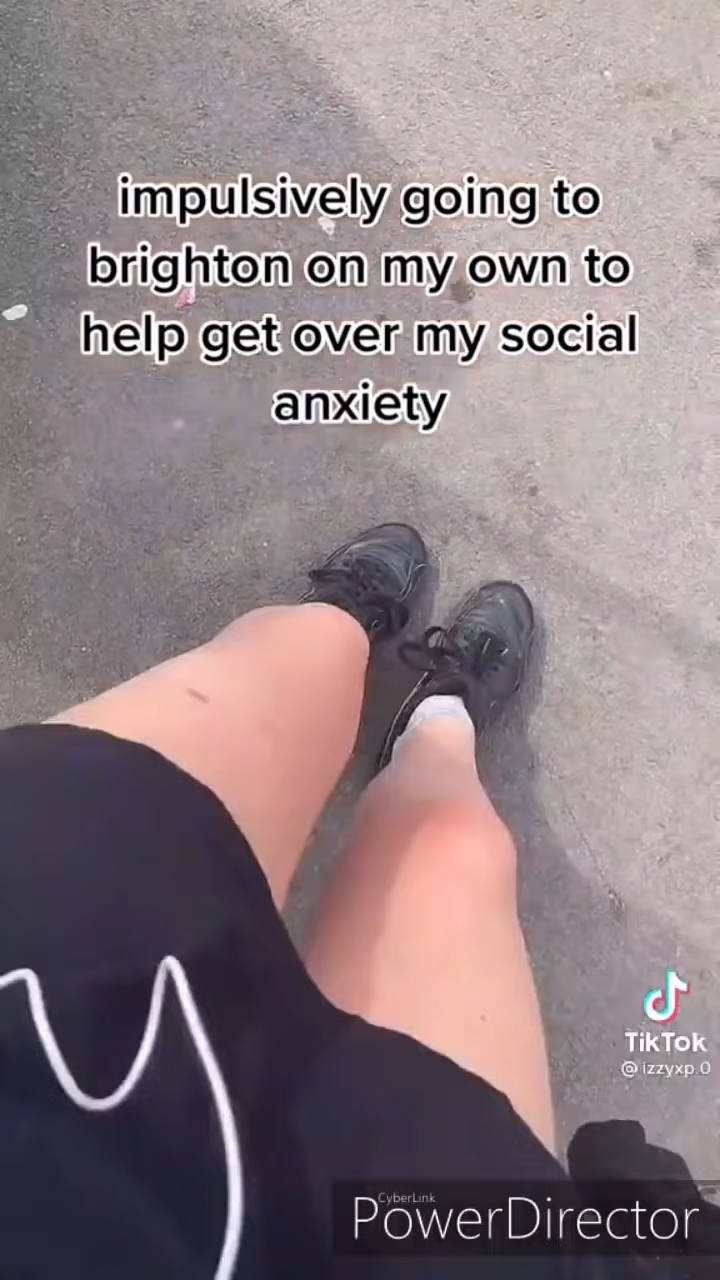 impulsively going to
brighton on my own to
help get over my social
anxiety
TikTok
@izzyxp.0
CyberLink
PowerDirector